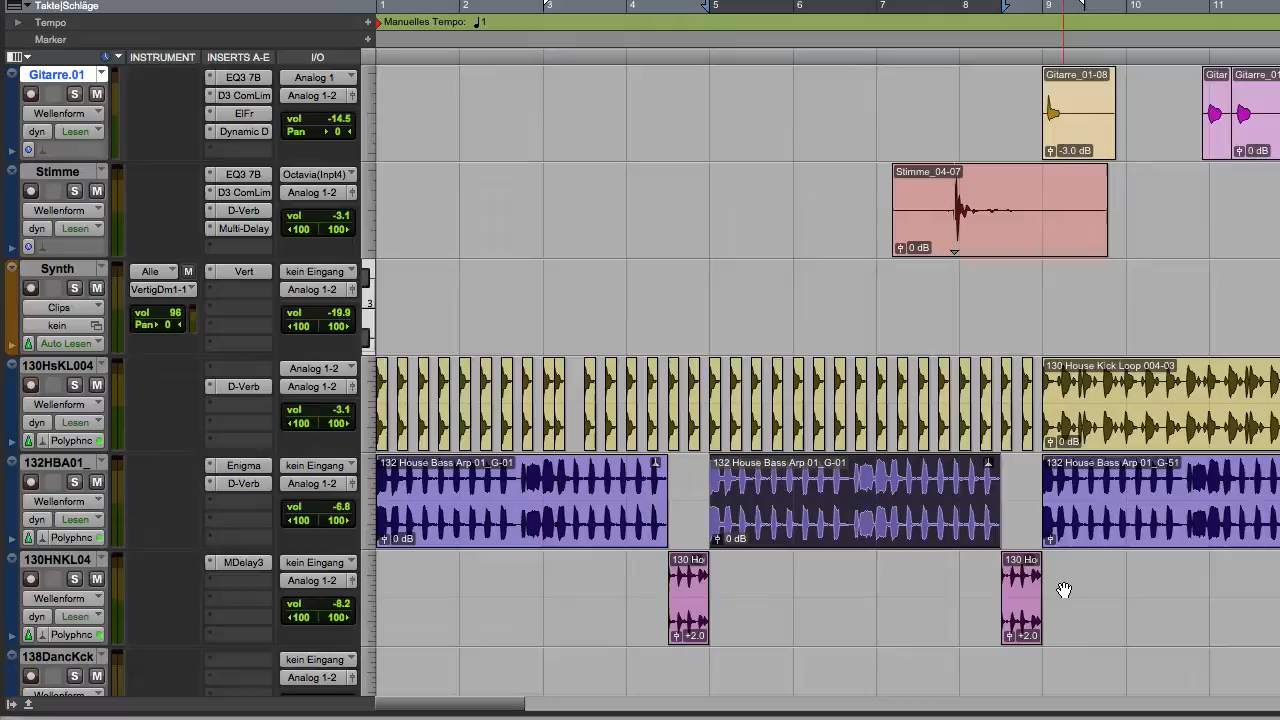 Takte|Schläge
1 2 3 4 5 6 7 8 9 10 11
Tempo +
Manuelles Tempo: ♩1
Marker +
INSTRUMENT INSERTS A-E I/O
Gitarre.01
S M
Wellenform
dyn Lesen
EQ3 7B
D3 ComLim
ElFr
Dynamic D
Analog 1
Analog 1-2
vol -14.5
Pan 0
Gitarre_01-08
-3.0 dB
Gitar
Gitarre_01
0 dB
Stimme
S M
Wellenform
dyn Lesen
EQ3 7B
D3 ComLim
D-Verb
Multi-Delay
Octavia(Inpt4)
Analog 1-2
vol -3.1
100 100
Stimme_04-07
0 dB
Synth
S M
Clips
kein
Auto Lesen
Alle M
VertigDm1-1
vol 96
Pan 0
Vert
kein Eingang
Analog 1-2
vol -19.9
100 100
3
130HsKL004
S M
Wellenform
dyn Lesen
Polyphnc
D-Verb
Analog 1-2
Analog 1-2
vol -3.1
100 100
130 House Kick Loop 004-03
0 dB
132HBA01_
S M
Wellenform
dyn Lesen
Polyphnc
Enigma
D-Verb
kein Eingang
Analog 1-2
vol -6.8
100 100
132 House Bass Arp 01_G-01
0 dB
132 House Bass Arp 01_G-01
0 dB
132 House Bass Arp 01_G-51
0 dB
130HNKL04
S M
Wellenform
dyn Lesen
Polyphnc
MDelay3
kein Eingang
Analog 1-2
vol -8.2
100 100
130 Ho
+2.0
130 Ho
+2.0
138DancKck
S M
kein Eingang
Analog 1-2
Wellenform